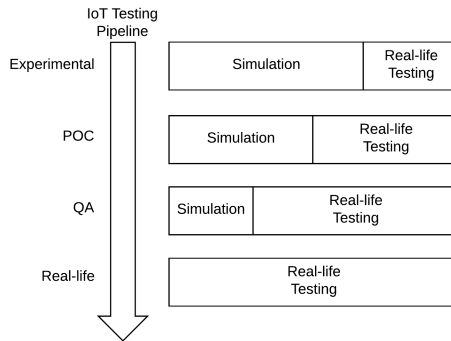 IoT Testing
Pipeline
Experimental
Simulation
Real-life
Testing
POC
Simulation
Real-life
Testing
QA
Simulation
Real-life
Testing
Real-life
Real-life
Testing